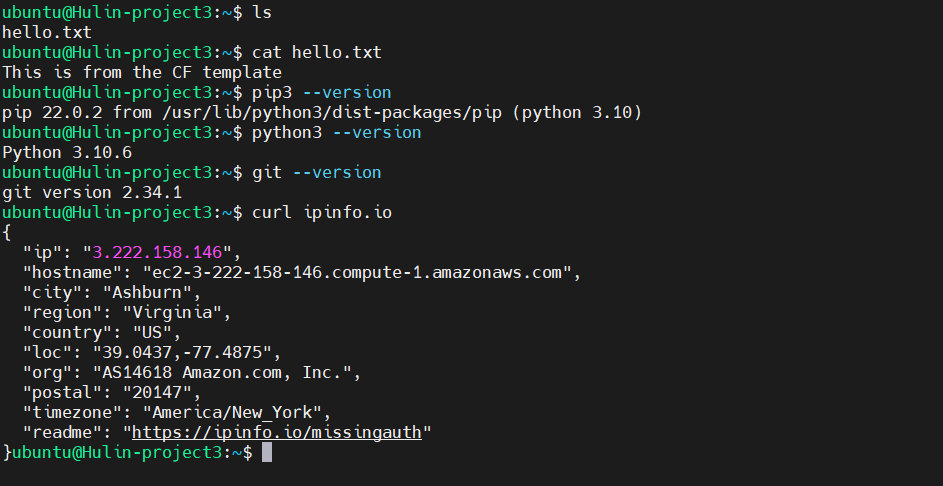 ubuntu@Hulin-project3:~$ ls
hello.txt
ubuntu@Hulin-project3:~$ cat hello.txt
This is from the CF template
ubuntu@Hulin-project3:~$ pip3 --version
pip 22.0.2 from /usr/lib/python3/dist-packages/pip (python 3.10)
ubuntu@Hulin-project3:~$ python3 --version
Python 3.10.6
ubuntu@Hulin-project3:~$ git --version
git version 2.34.1
ubuntu@Hulin-project3:~$ curl ipinfo.io
{
  "ip": "3.222.158.146",
  "hostname": "ec2-3-222-158-146.compute-1.amazonaws.com",
  "city": "Ashburn",
  "region": "Virginia",
  "country": "US",
  "loc": "39.0437,-77.4875",
  "org": "AS14618 Amazon.com, Inc.",
  "postal": "20147",
  "timezone": "America/New_York",
  "readme": "https://ipinfo.io/missingauth"
}ubuntu@Hulin-project3:~$